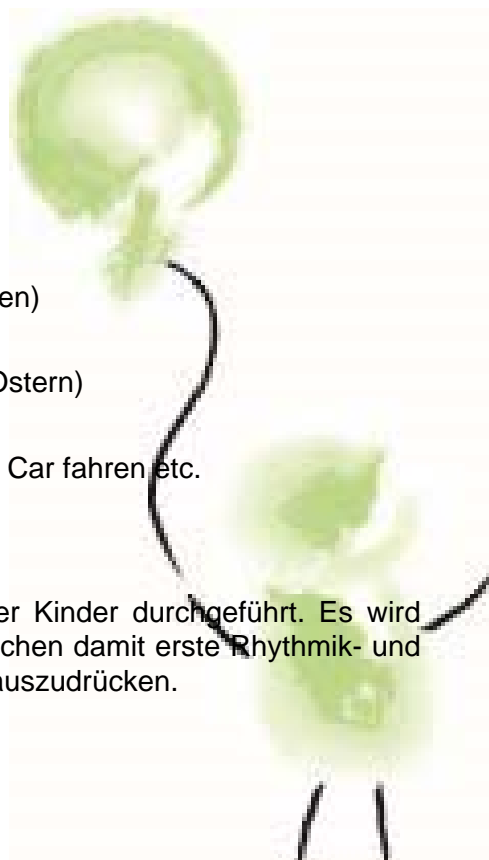 en)
Ostern)
Car fahren etc.
er Kinder durchgeführt. Es wird
chen damit erste Rhythmik- und
auszudrücken.